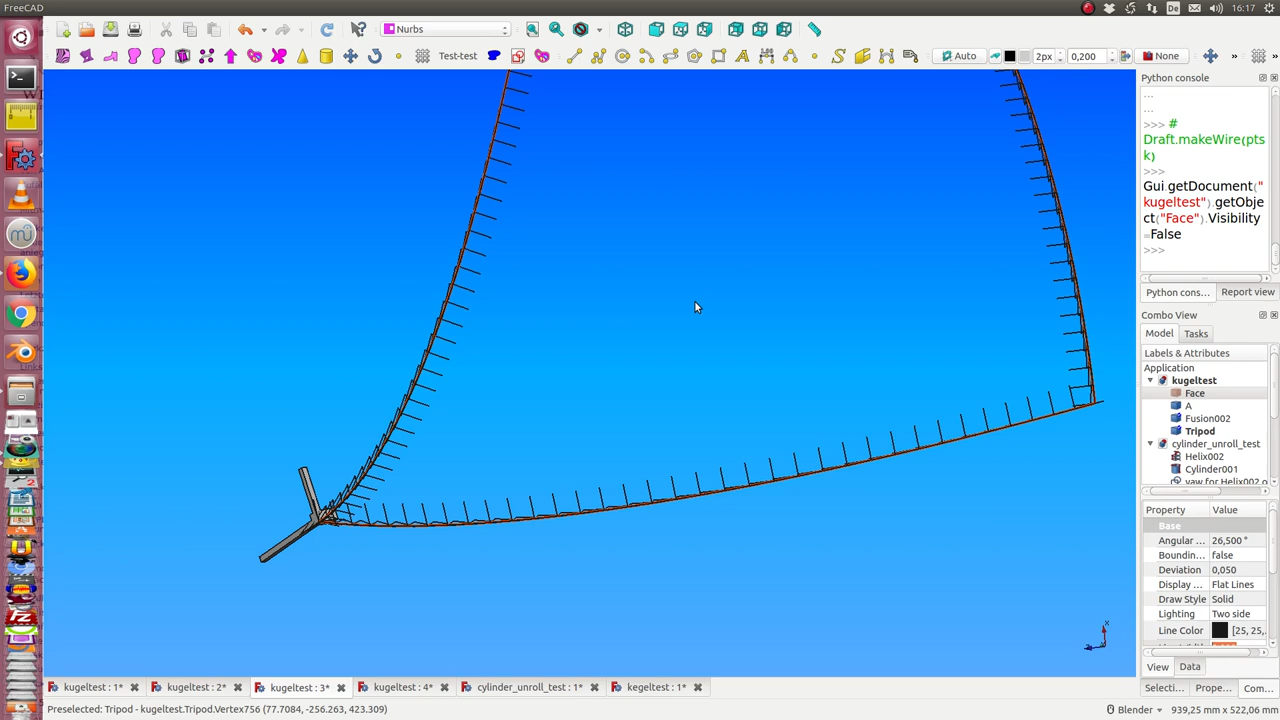 FreeCAD
De
16:17
Nurbs
Test-test
Auto
2px
0,200
None
Python console
...
...
>>> #
Draft.makeWire(pts
k)
>>>
Gui.getDocument("
kugeltest").getObje
ct("Face").Visibility
=False
>>>
Python cons...
Report view
Combo View
Model
Tasks
Labels & Attributes
Application
kugeltest
Face
A
Fusion002
Tripod
cylinder_unroll_test
Helix002
Cylinder001
yaw for Helix002 o
Property
Value
Base
Angular ...
26,500 °
Boundin...
false
Deviation
0,050
Display ...
Flat Lines
Draw Style
Solid
Lighting
Two side
Line Color
[25, 25,
View
Data
kugeltest : 1*
kugeltest : 2*
kugeltest : 3*
kugeltest : 4*
cylinder_unroll_test : 1*
kegeltest : 1*
Selecti...
Prope...
Com...
Preselected: Tripod - kugeltest.Tripod.Vertex756 (77.7084, -256.263, 423.309)
Blender
939,25 mm x 522,06 mm